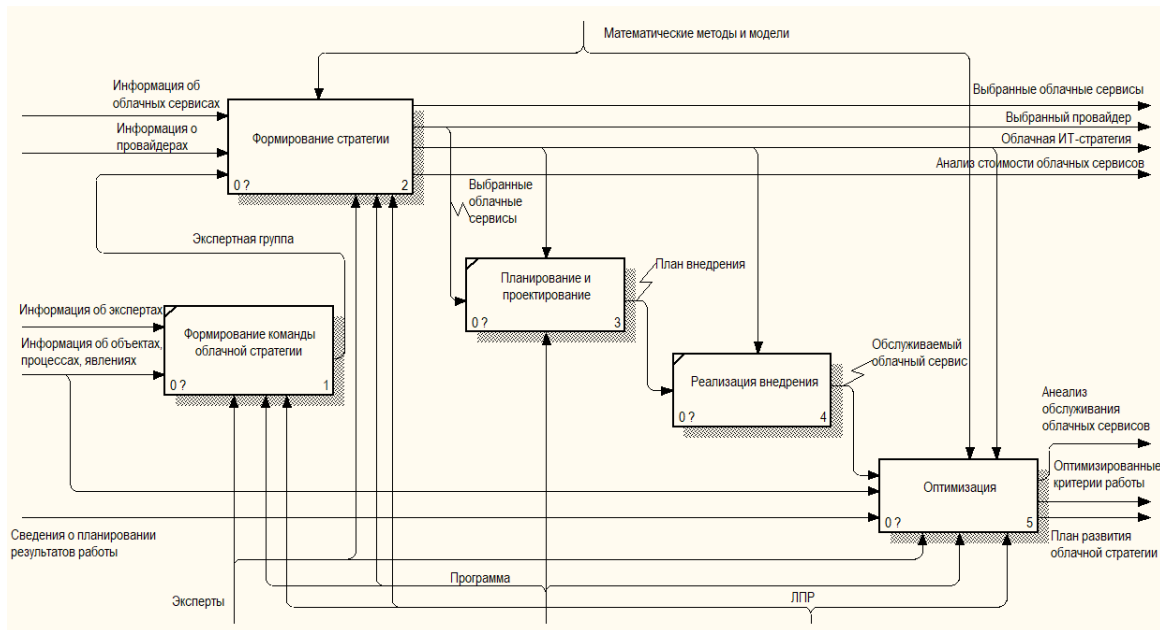 Математические методы и модели
Информация об
облачных сервисах
Выбранные облачные сервисы
Информация о
провайдерах
Формирование стратегии
0 ?
2
Выбранный провайдер
Облачная ИТ-стратегия
Анализ стоимости облачных сервисов
Выбранные
облачные
сервисы
Экспертная группа
План внедрения
Планирование и
проектирование
0 ?
3
Информация об экспертах
Информация об объектах,
процессах, явлениях
Формирование команды
облачной стратегии
0 ?
1
Обслуживаемый
облачный сервис
Реализация внедрения
0 ?
4
Анеализ
обслуживания
облачных сервисов
Оптимизация
0 ?
5
Оптимизированные
критерии работы
Сведения о планировании
результатов работы
План развития
облачной стратегии
Программа
Эксперты
ЛПР